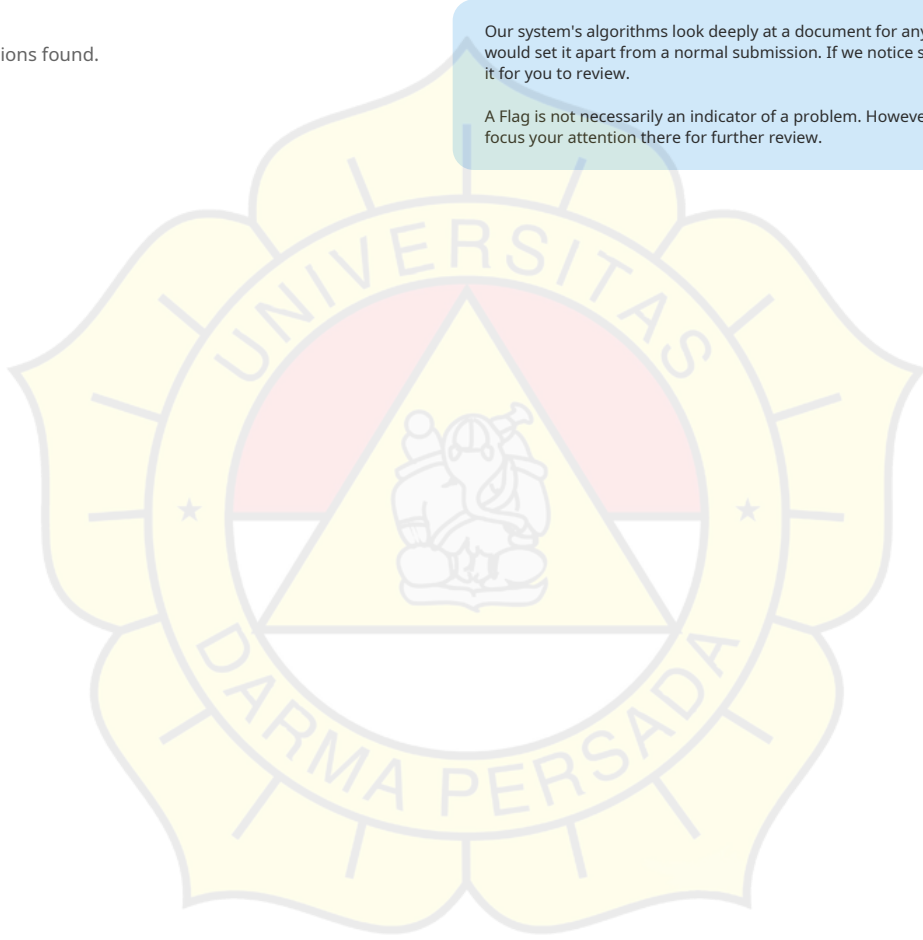 ions found.
Our system's algorithms look deeply at a document for any
would set it apart from a normal submission. If we notice s
it for you to review.
A Flag is not necessarily an indicator of a problem. Howeve
focus your attention there for further review.
UNIVERSITAS
DARMA PERSADA